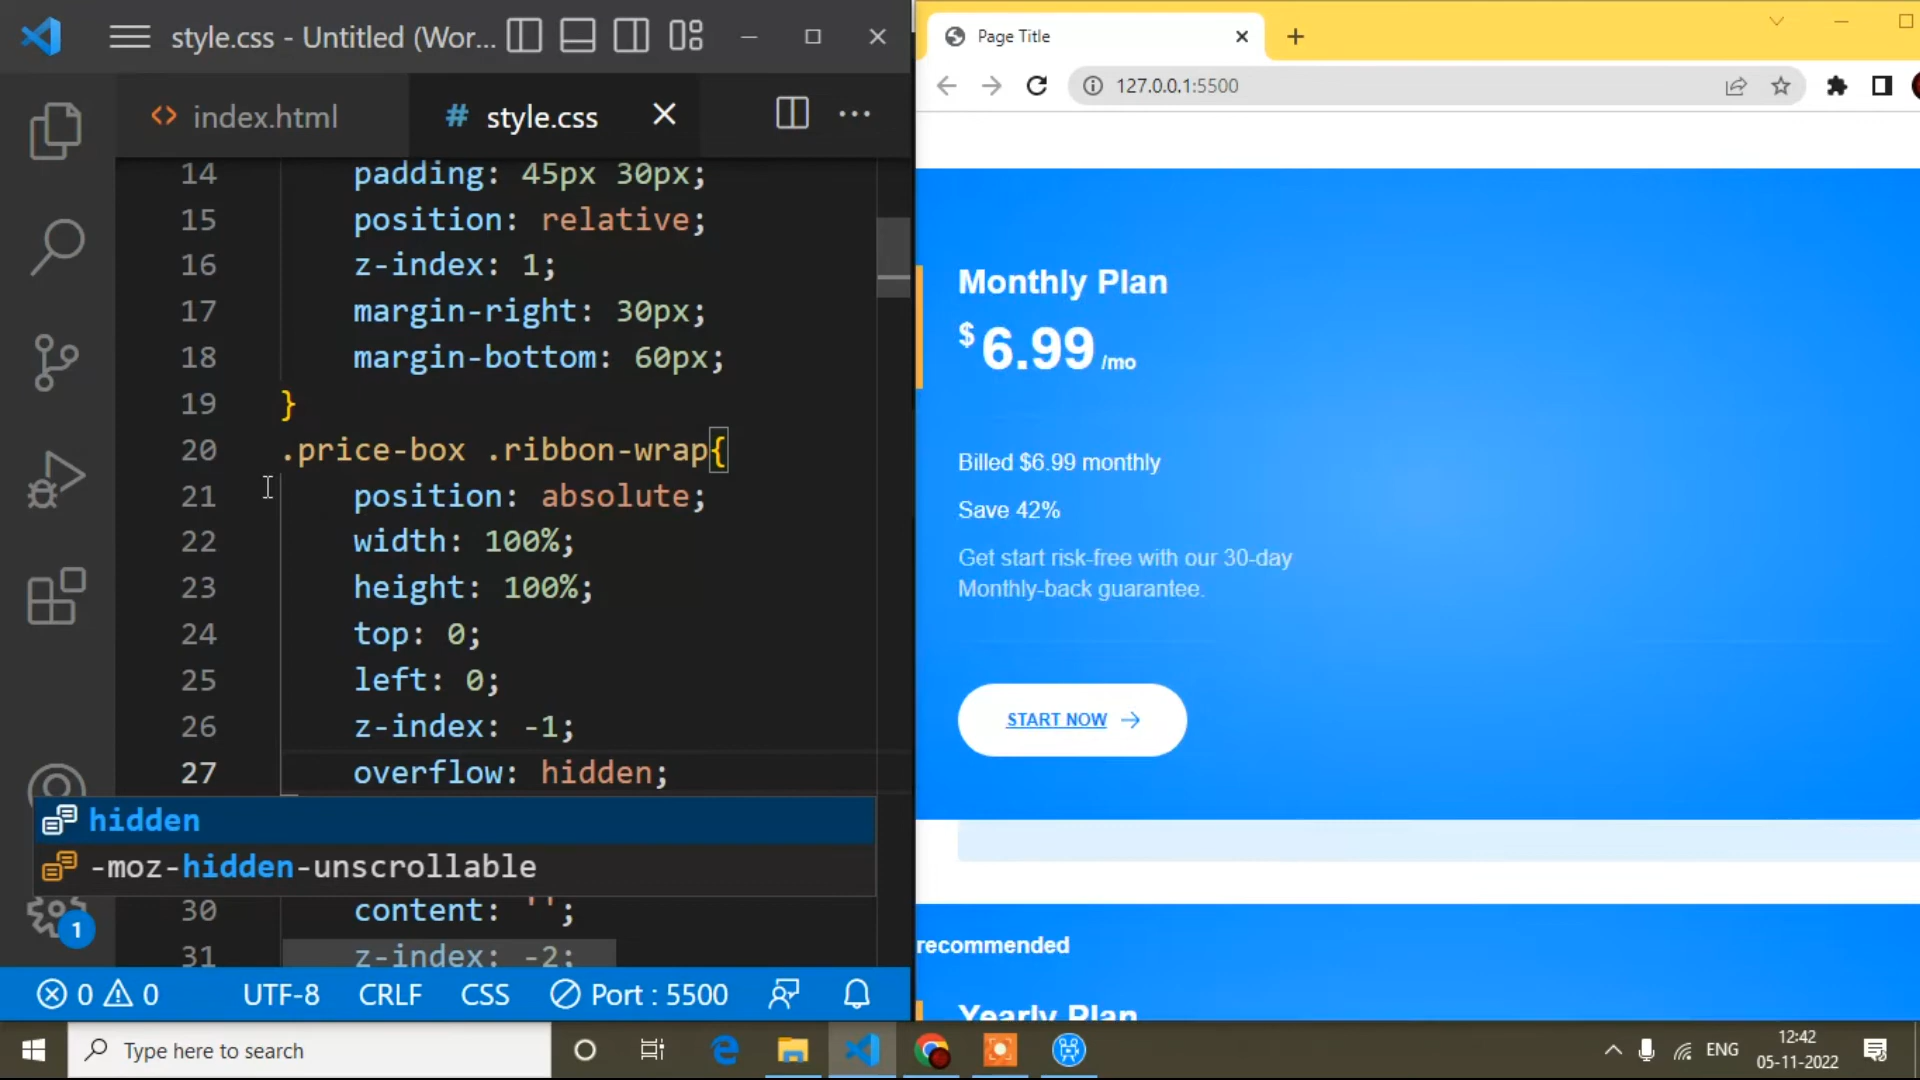 style.css - Untitled (Wor...
index.html
# style.css
14 padding: 45px 30px;
15 position: relative;
16 z-index: 1;
17 margin-right: 30px;
18 margin-bottom: 60px;
19 }
20 .price-box .ribbon-wrap{
21 position: absolute;
22 width: 100%;
23 height: 100%;
24 top: 0;
25 left: 0;
26 z-index: -1;
27 overflow: hidden;
hidden
-moz-hidden-unscrollable
30 content: '';
31 z-index: -2;
1
0 0 UTF-8 CRLF CSS Port : 5500
Page Title
127.0.0.1:5500
Monthly Plan
$6.99 /mo
Billed $6.99 monthly
Save 42%
Get start risk-free with our 30-day
Monthly-back guarantee.
START NOW
recommended
Yearly Plan
Type here to search
ENG
12:42
05-11-2022